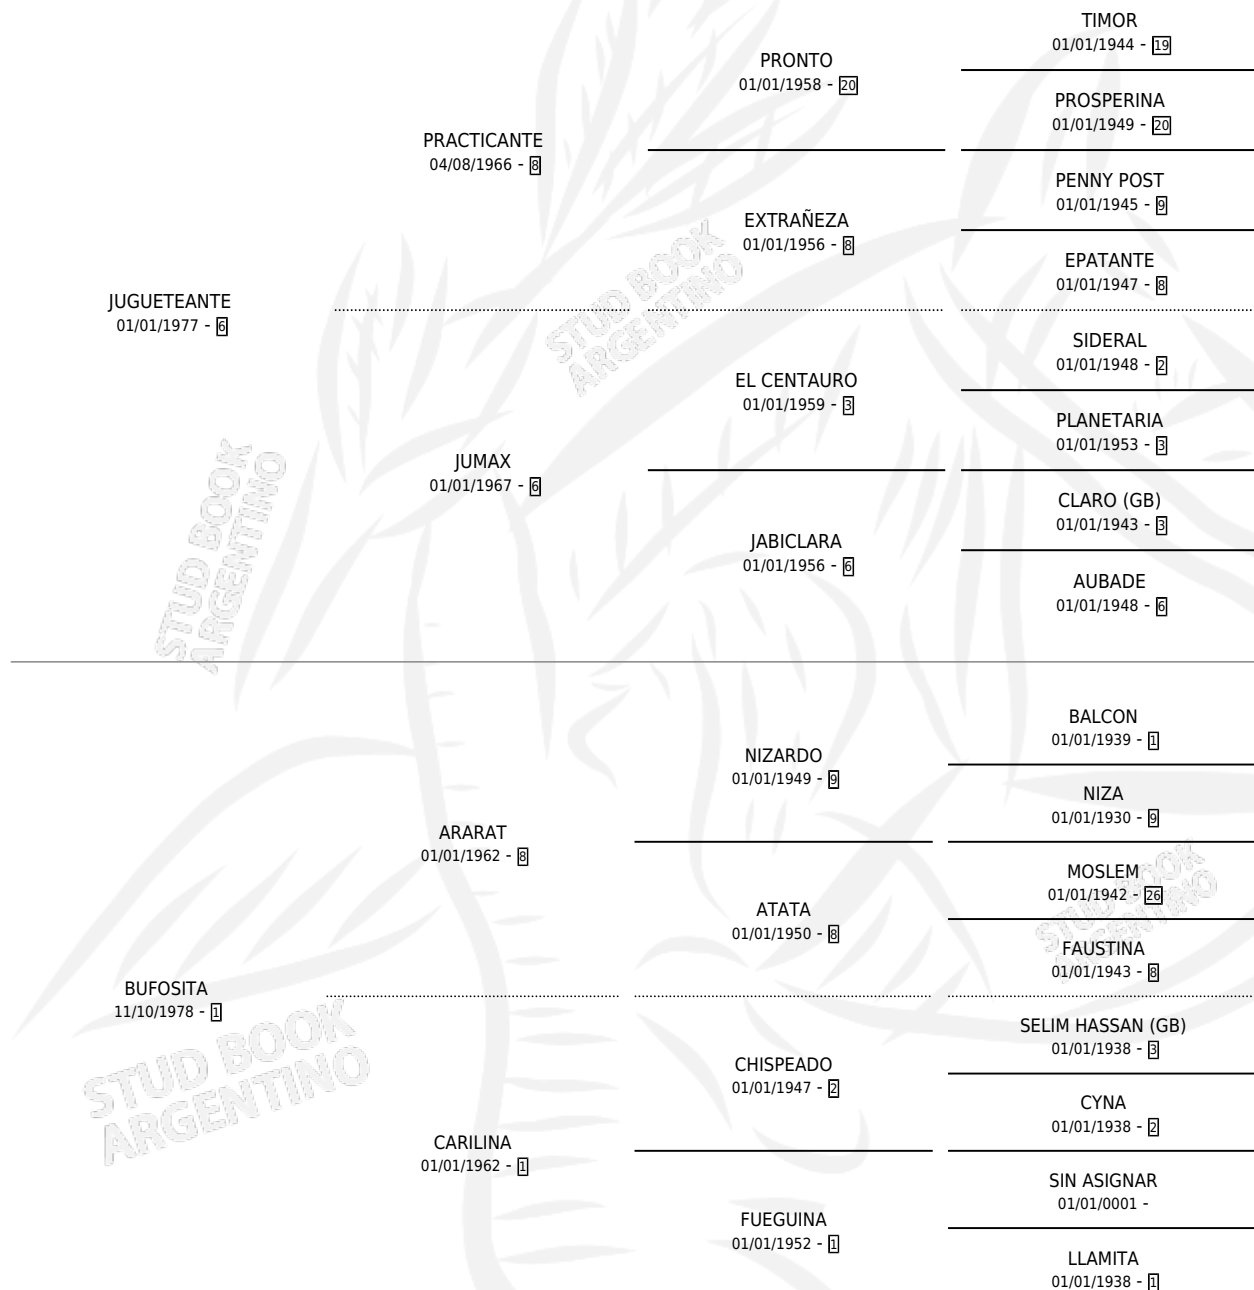 TIMOR
01/01/1944 - 19
PRONTO
01/01/1958 - 20
PROSPERINA
01/01/1949 - 20
PRACTICANTE
04/08/1966 - 8
PENNY POST
01/01/1945 - 9
EXTRAÑEZA
01/01/1956 - 8
EPATANTE
01/01/1947 - 8
JUGUETEANTE
01/01/1977 - 6
SIDERAL
01/01/1948 - 2
EL CENTAURO
01/01/1959 - 3
PLANETARIA
01/01/1953 - 3
JUMAX
01/01/1967 - 6
CLARO (GB)
01/01/1943 - 3
JABICLARA
01/01/1956 - 6
AUBADE
01/01/1948 - 6
STUD BOOK
ARGENTINO
STUD BOOK
ARGENTINO
BALCON
01/01/1939 - 1
NIZARDO
01/01/1949 - 9
NIZA
01/01/1930 - 9
ARARAT
01/01/1962 - 8
MOSLEM
01/01/1942 - 26
ATATA
01/01/1950 - 8
FAUSTINA
01/01/1943 - 8
STUD BOOK
ARGENTINO
BUFOSITA
11/10/1978 - 1
SELIM HASSAN (GB)
01/01/1938 - 3
CHISPEADO
01/01/1947 - 2
CYNA
01/01/1938 - 2
STUD BOOK
ARGENTINO
CARILINA
01/01/1962 - 1
SIN ASIGNAR
01/01/0001 -
FUEGUINA
01/01/1952 - 1
LLAMITA
01/01/1938 - 1